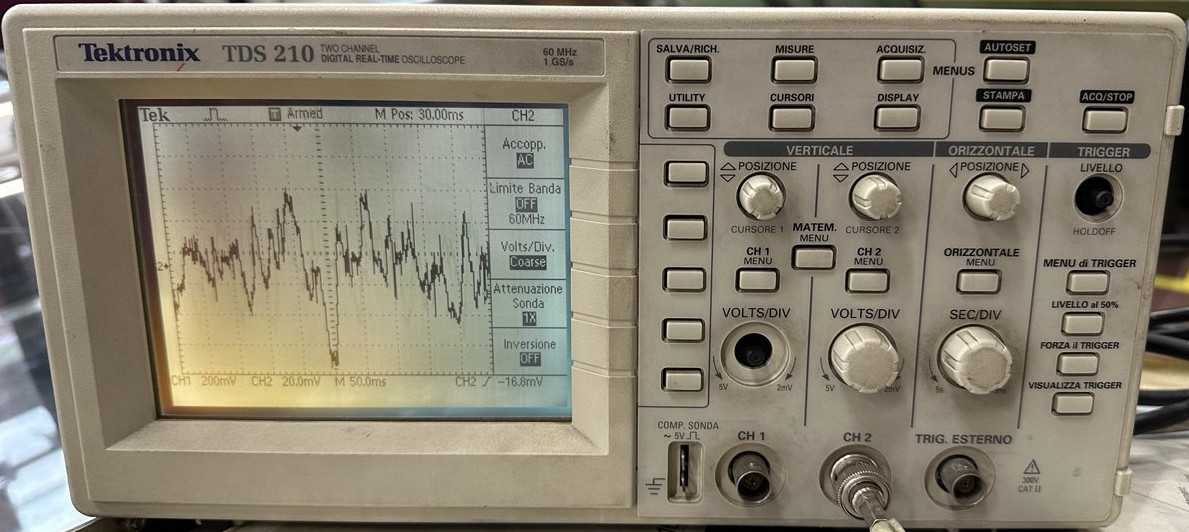 Tektronix TDS 210 TWO CHANNEL
DIGITAL REAL-TIME OSCILLOSCOPE
60 MHz
1 GS/s
Tek T Armed M Pos: 30.00ms CH2
Accopp.
AC
Limite Banda
OFF
60MHz
Volts/Div.
Coarse
Attenuazione
Sonda
1X
Inversione
OFF
2
CH1 200mV CH2 20.0mV M 50.0ms CH2 -16.8mV
SALVA/RICH. MISURE ACQUISIZ. MENUS AUTOSET
UTILITY CURSORI DISPLAY STAMPA ACQ/STOP
VERTICALE ORIZZONTALE TRIGGER
POSIZIONE POSIZIONE POSIZIONE LIVELLO
CURSORE 1 CURSORE 2 HOLDOFF
MATEM.
MENU
CH 1
MENU
CH 2
MENU
ORIZZONTALE
MENU
MENU di TRIGGER
LIVELLO al 50%
VOLTS/DIV VOLTS/DIV SEC/DIV
FORZA il TRIGGER
5V 2mV 5V 2mV 5s
VISUALIZZA TRIGGER
COMP. SONDA
~ 5V
CH 1 CH 2 TRIG. ESTERNO
300V
CAT II